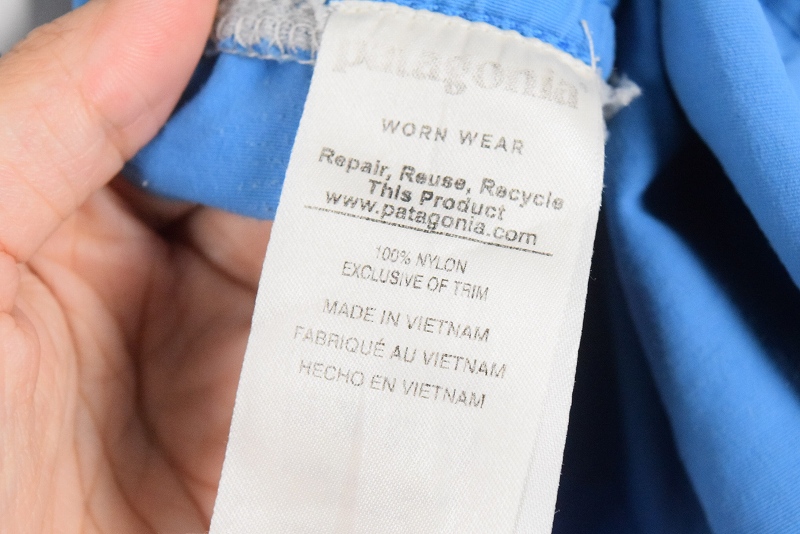 patagonia
WORN WEAR
Repair, Reuse, Recycle
This Product
www.patagonia.com
100% NYLON
EXCLUSIVE OF TRIM
MADE IN VIETNAM
FABRIQUÉ AU VIETNAM
HECHO EN VIETNAM